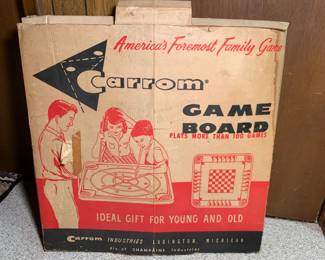 America's Foremost Family Game
Carrom®
GAME
BOARD
PLAYS MORE THAN 100 GAMES
IDEAL GIFT FOR YOUNG AND OLD
Carrom INDUSTRIES LUDINGTON, MICHIGAN
div. of CHAMPAINE Industries